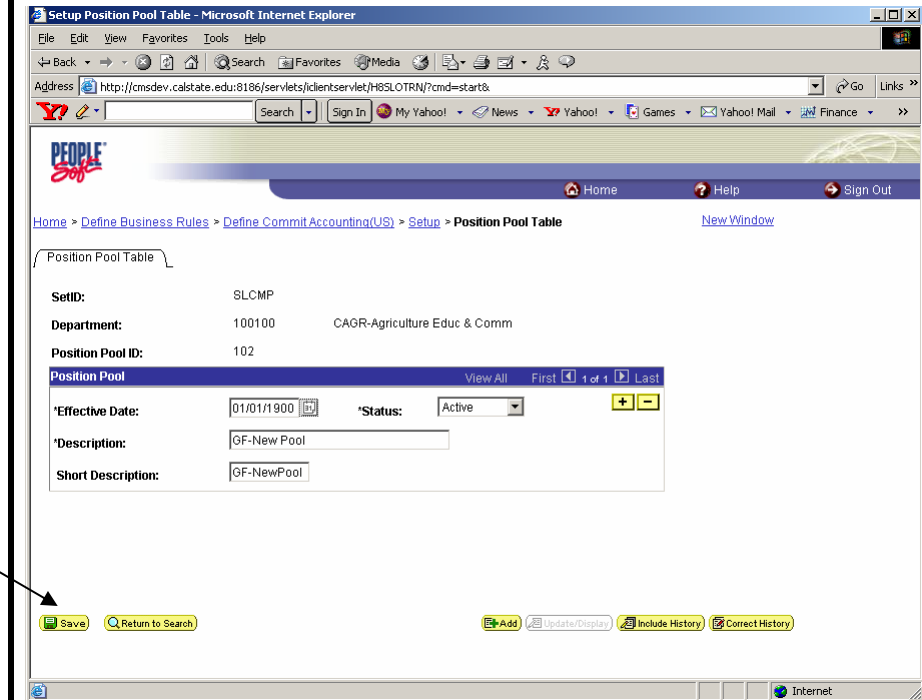 Setup Position Pool Table - Microsoft Internet Explorer
File Edit View Favorites Tools Help
Back Search Favorites Media
Address http://cmsdev.calstate.edu:8186/servlets/iclientservlet/H8SLOTRN/?cmd=start& Go Links »
Y! Search Sign In My Yahoo! News Yahoo! Games Yahoo! Mail Finance »
PEOPLE
Soft
Home Help Sign Out
Home > Define Business Rules > Define Commit Accounting(US) > Setup > Position Pool Table New Window
Position Pool Table
SetID: SLCMP
Department: 100100 CAGR-Agriculture Educ & Comm
Position Pool ID: 102
Position Pool View All First 1 of 1 Last
*Effective Date: 01/01/1900 *Status: Active + -
*Description: GF-New Pool
Short Description: GF-NewPool
Save Return to Search Add Update/Display Include History Correct History
Internet